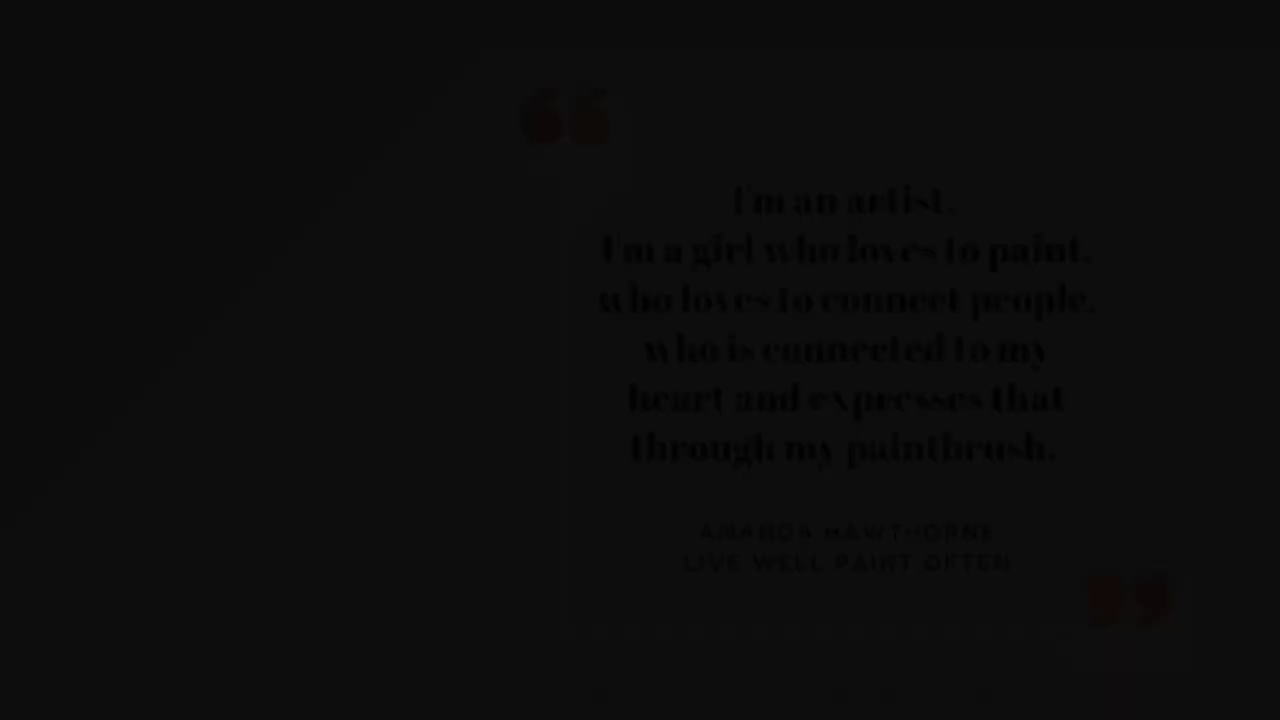 I'm an artist.
I'm a girl who loves to paint,
who loves to connect people,
who is connected to my
heart and expresses that
through my paintbrush.
AMANDA HAWTHORNE
LIVE WELL PAINT OFTEN